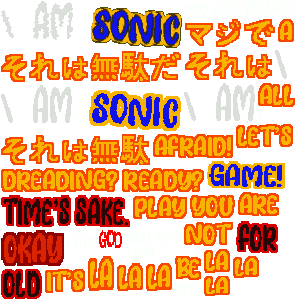 \ AM SONIC マジで A
それは無駄だ それは \
\ AM SONIC \ AM ALL
それは無駄 AFRAID! LET'S
DREADING? READY? GAME!
TIME'S SAKE. PLAY YOU ARE
OKAY GOD NOT FOR
OLD IT'S LA LA LA BE LA LA LA